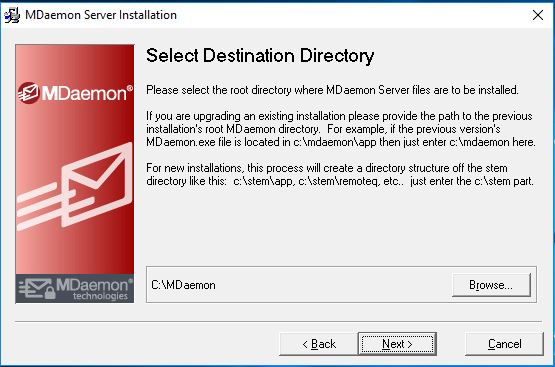 MDaemon Server Installation
MDaemon®
MDaemon®
technologies
Select Destination Directory
Please select the root directory where MDaemon Server files are to be installed.
If you are upgrading an existing installation please provide the path to the previous
installation's root MDaemon directory.  For example, if the previous version's
MDaemon.exe file is located in c:\mdaemon\app then just enter c:\mdaemon here.
For new installations, this process will create a directory structure off the stem
directory like this:  c:\stem\app, c:\stem\remoteq, etc..  just enter the c:\stem part.
C:\MDaemon
Browse...
< Back
Next >
Cancel